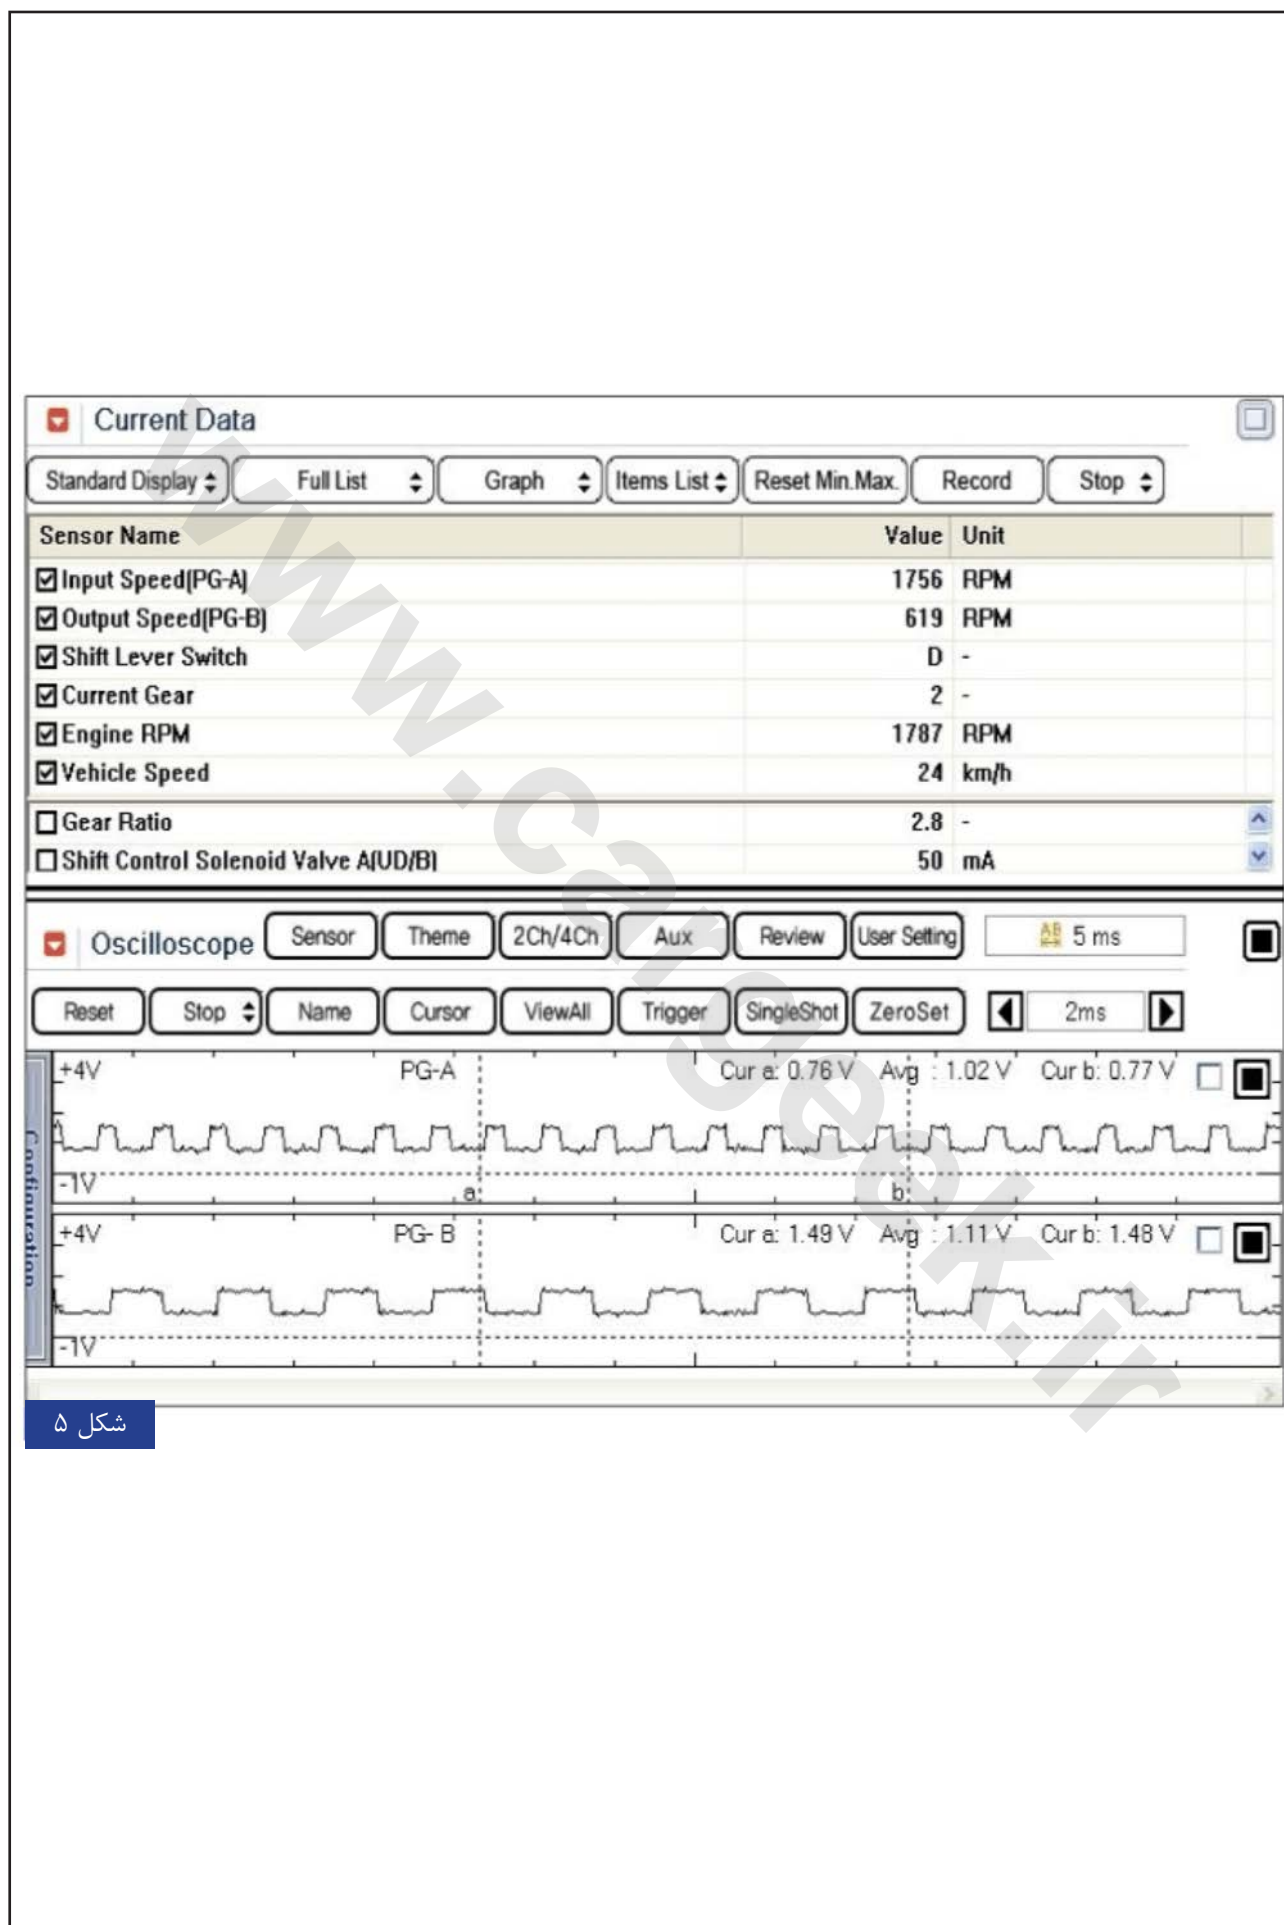 Current Data
Standard Display Full List Graph Items List Reset Min.Max. Record Stop
Sensor Name Value Unit
Input Speed(PG-A) 1756 RPM
Output Speed(PG-B) 619 RPM
Shift Lever Switch D -
Current Gear 2 -
Engine RPM 1787 RPM
Vehicle Speed 24 km/h
Gear Ratio 2.8 -
Shift Control Solenoid Valve A(UD/B) 50 mA
Oscilloscope Sensor Theme 2Ch/4Ch Aux Review User Setting AB 5 ms
Reset Stop Name Cursor ViewAll Trigger SingleShot ZeroSet 2ms
Configuration
+4V PG-A Cur a: 0.76 V Avg : 1.02 V Cur b: 0.77 V
-1V a b
+4V PG- B Cur a: 1.49 V Avg : 1.11 V Cur b: 1.48 V
-1V
شکل ۵
www.cargeek.ir